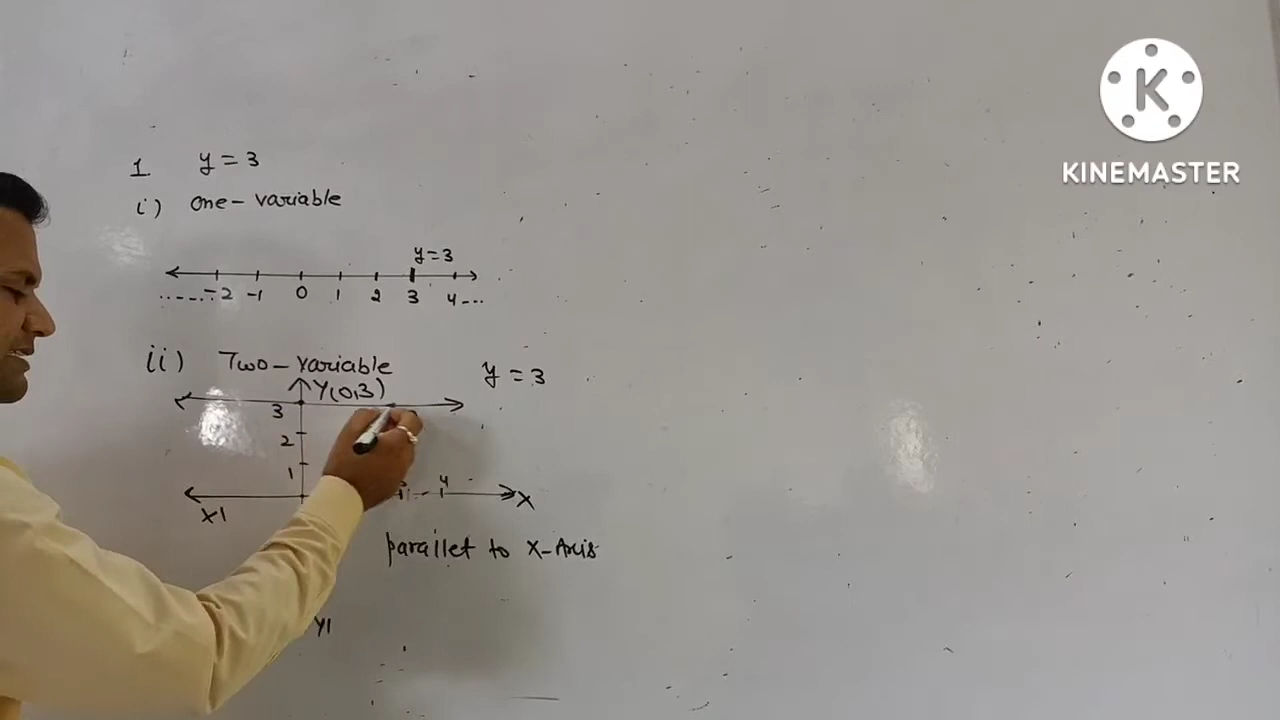 KINEMASTER
1 y = 3
i) one-variable
y=3
.....-2 -1 0 1 2 3 4...
ii) Two-variable
y = 3
Y(0,3)
3
2
1
4
X
X1
parallel to X-Axis
Y1